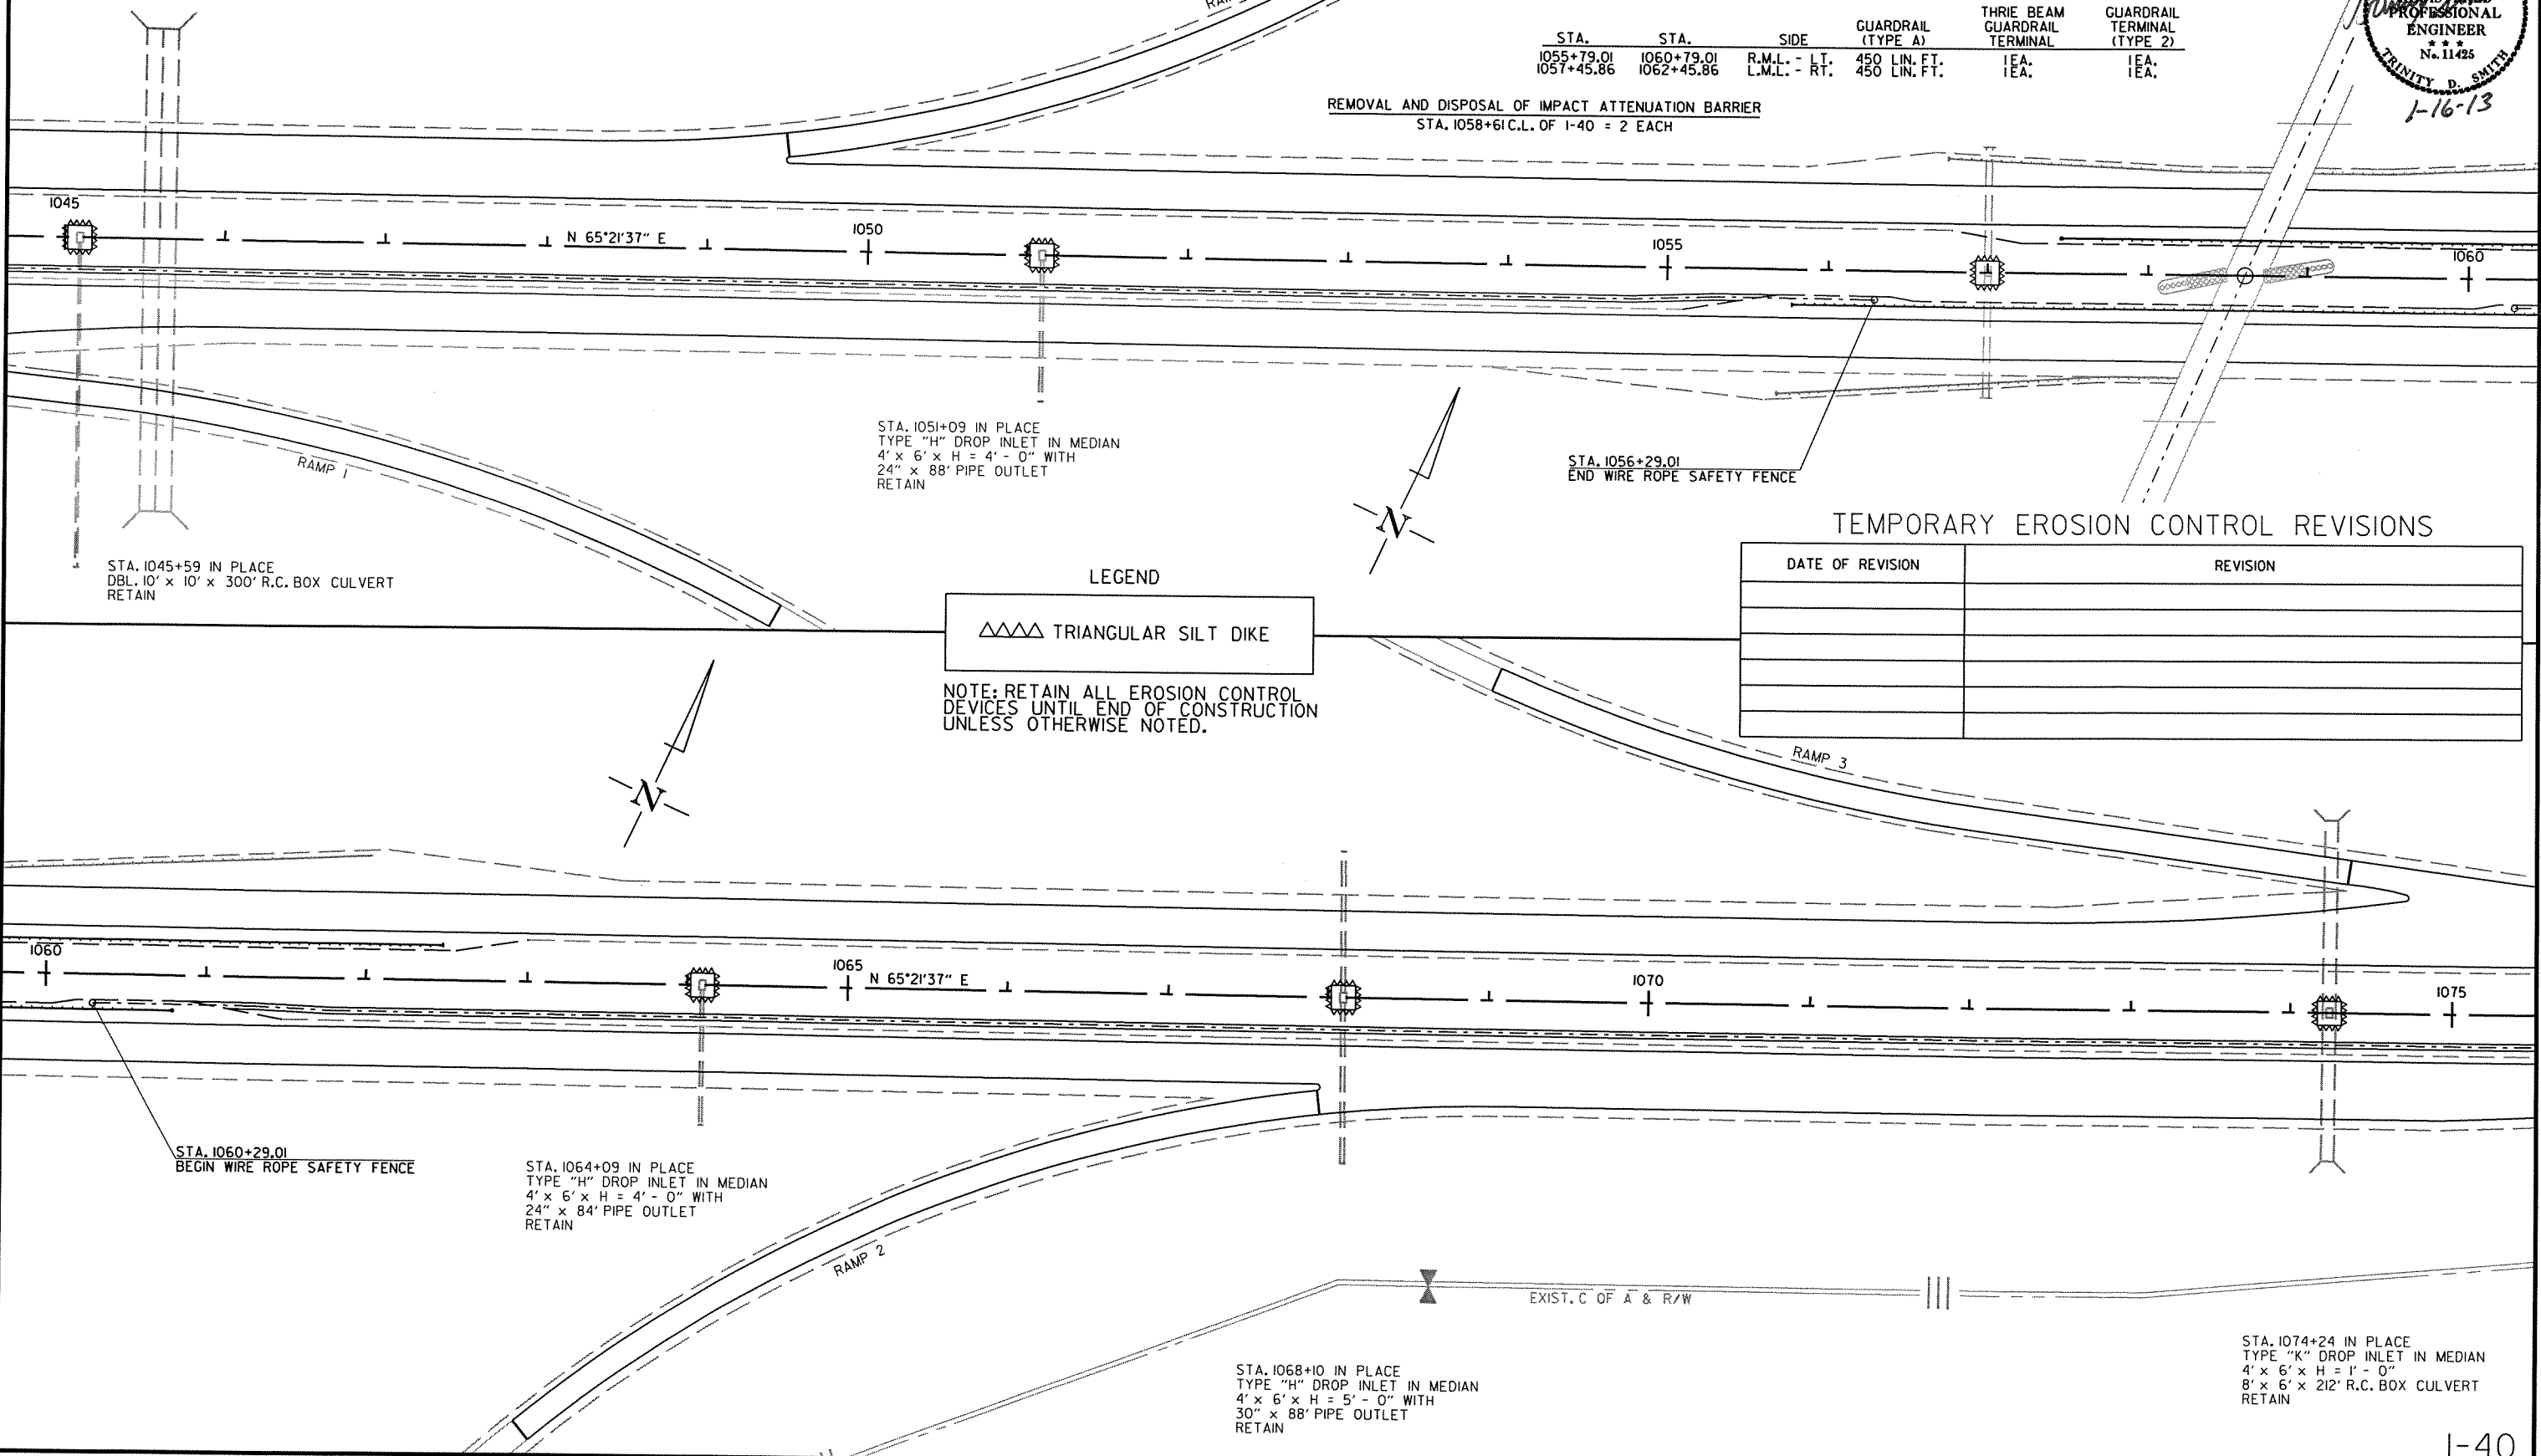 THRIE BEAM GUARDRAIL
GUARDRAIL GUARDRAIL TERMINAL
STA. STA. SIDE (TYPE A) TERMINAL (TYPE 2)
1055+79.01 1060+79.01 R.M.L. - LT. 450 LIN. FT. 1EA. 1EA.
1057+45.86 1062+45.86 L.M.L. - RT. 450 LIN. FT. 1EA. 1EA.
PROFESSIONAL
ENGINEER
★ ★ ★
No. 11425
TRINITY D. SMITH
1-16-13
REMOVAL AND DISPOSAL OF IMPACT ATTENUATION BARRIER
STA. 1058+61 C.L. OF I-40 = 2 EACH
1045
N 65°21'37" E
1050
1055
1060
RAMP 1
STA. 1051+09 IN PLACE
TYPE "H" DROP INLET IN MEDIAN
4' x 6' x H = 4' - 0" WITH
24" x 88' PIPE OUTLET
RETAIN
STA. 1056+29.01
END WIRE ROPE SAFETY FENCE
N
STA. 1045+59 IN PLACE
DBL. 10' x 10' x 300' R.C. BOX CULVERT
RETAIN
LEGEND
TRIANGULAR SILT DIKE
NOTE: RETAIN ALL EROSION CONTROL
DEVICES UNTIL END OF CONSTRUCTION
UNLESS OTHERWISE NOTED.
TEMPORARY EROSION CONTROL REVISIONS
DATE OF REVISION REVISION
N
RAMP 3
1060
1065
N 65°21'37" E
1070
1075
STA. 1060+29.01
BEGIN WIRE ROPE SAFETY FENCE
STA. 1064+09 IN PLACE
TYPE "H" DROP INLET IN MEDIAN
4' x 6' x H = 4' - 0" WITH
24" x 84' PIPE OUTLET
RETAIN
RAMP 2
EXIST. C OF A & R/W
STA. 1068+10 IN PLACE
TYPE "H" DROP INLET IN MEDIAN
4' x 6' x H = 5' - 0" WITH
30" x 88' PIPE OUTLET
RETAIN
STA. 1074+24 IN PLACE
TYPE "K" DROP INLET IN MEDIAN
4' x 6' x H = 1' - 0"
8' x 6' x 212' R.C. BOX CULVERT
RETAIN
I-40